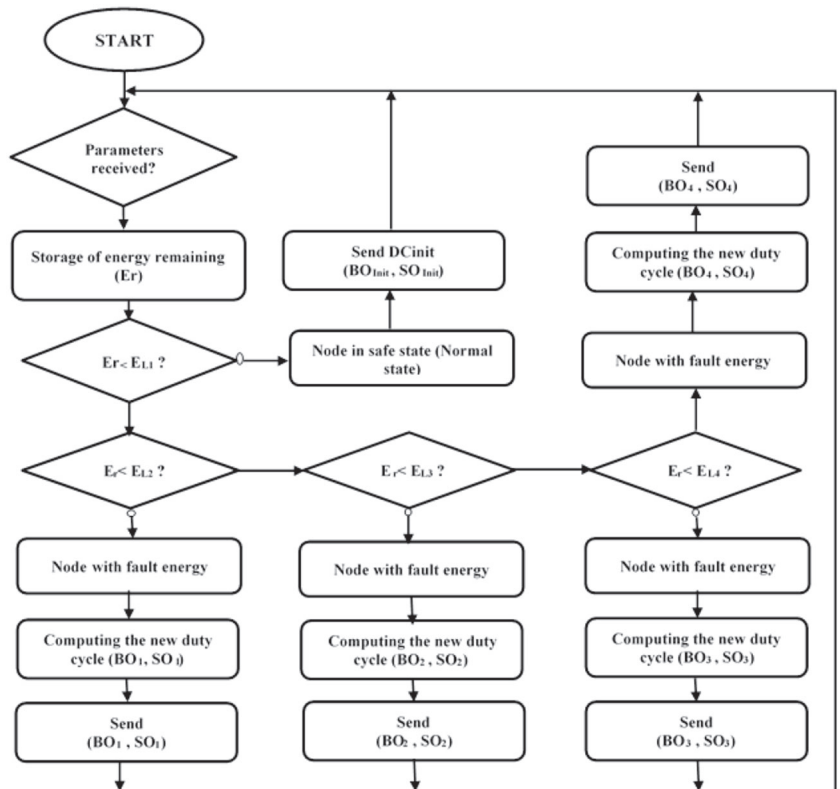 START
Parameters
received?
Storage of energy remaining
(Er)
Send DCinit
(BO Init , SO Init)
Send
(BO4 , SO4)
Computing the new duty
cycle (BO4 , SO4)
Er< EL1 ?
Node in safe state (Normal
state)
Node with fault energy
Er< EL2 ?
Er< EL3 ?
Er< EL4 ?
Node with fault energy
Node with fault energy
Node with fault energy
Computing the new duty
cycle (BO1, SO1)
Computing the new duty
cycle (BO2 , SO2)
Computing the new duty
cycle (BO3 , SO3)
Send
(BO1 , SO1)
Send
(BO2 , SO2)
Send
(BO3 , SO3)